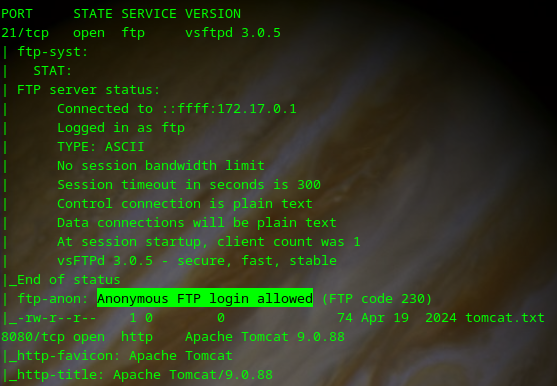 PORT     STATE SERVICE VERSION
21/tcp   open  ftp     vsftpd 3.0.5
| ftp-syst:
|   STAT:
| FTP server status:
|      Connected to ::ffff:172.17.0.1
|      Logged in as ftp
|      TYPE: ASCII
|      No session bandwidth limit
|      Session timeout in seconds is 300
|      Control connection is plain text
|      Data connections will be plain text
|      At session startup, client count was 1
|      vsFTPd 3.0.5 - secure, fast, stable
|_End of status
| ftp-anon: Anonymous FTP login allowed (FTP code 230)
|_-rw-r--r--    1 0        0              74 Apr 19  2024 tomcat.txt
8080/tcp open  http    Apache Tomcat 9.0.88
|_http-favicon: Apache Tomcat
|_http-title: Apache Tomcat/9.0.88